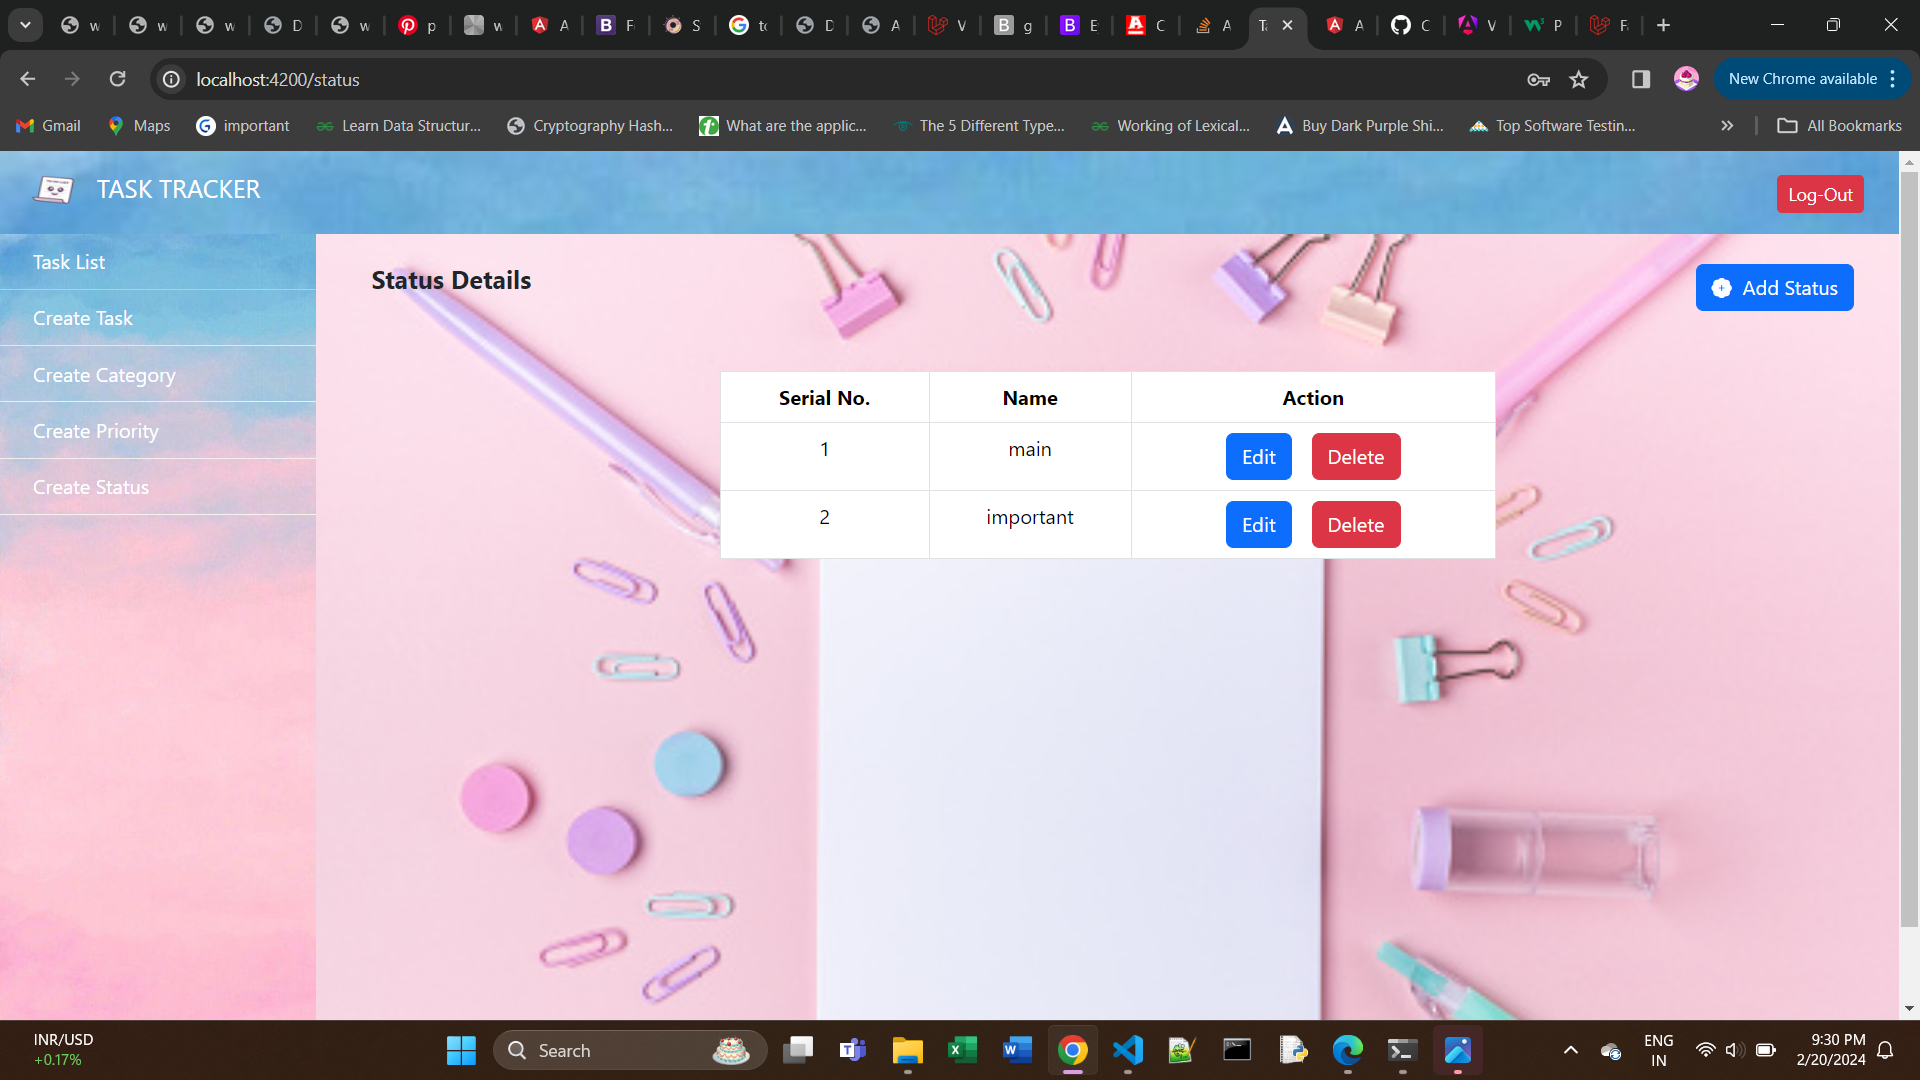 w
w
w
D
w
p
w
A
F
S
to
D
A
V
g
E
C
A
Ta
A
C
V
P
Fa
localhost:4200/status
New Chrome available
Gmail
Maps
important
Learn Data Structur...
Cryptography Hash...
What are the applic...
The 5 Different Type...
Working of Lexical...
Buy Dark Purple Shi...
Top Software Testin...
All Bookmarks
TASK TRACKER
Log-Out
Task List
Create Task
Create Category
Create Priority
Create Status
Status Details
Add Status
Serial No. Name Action
1 main Edit Delete
2 important Edit Delete
INR/USD
+0.17%
Search
ENG
IN
9:30 PM
2/20/2024